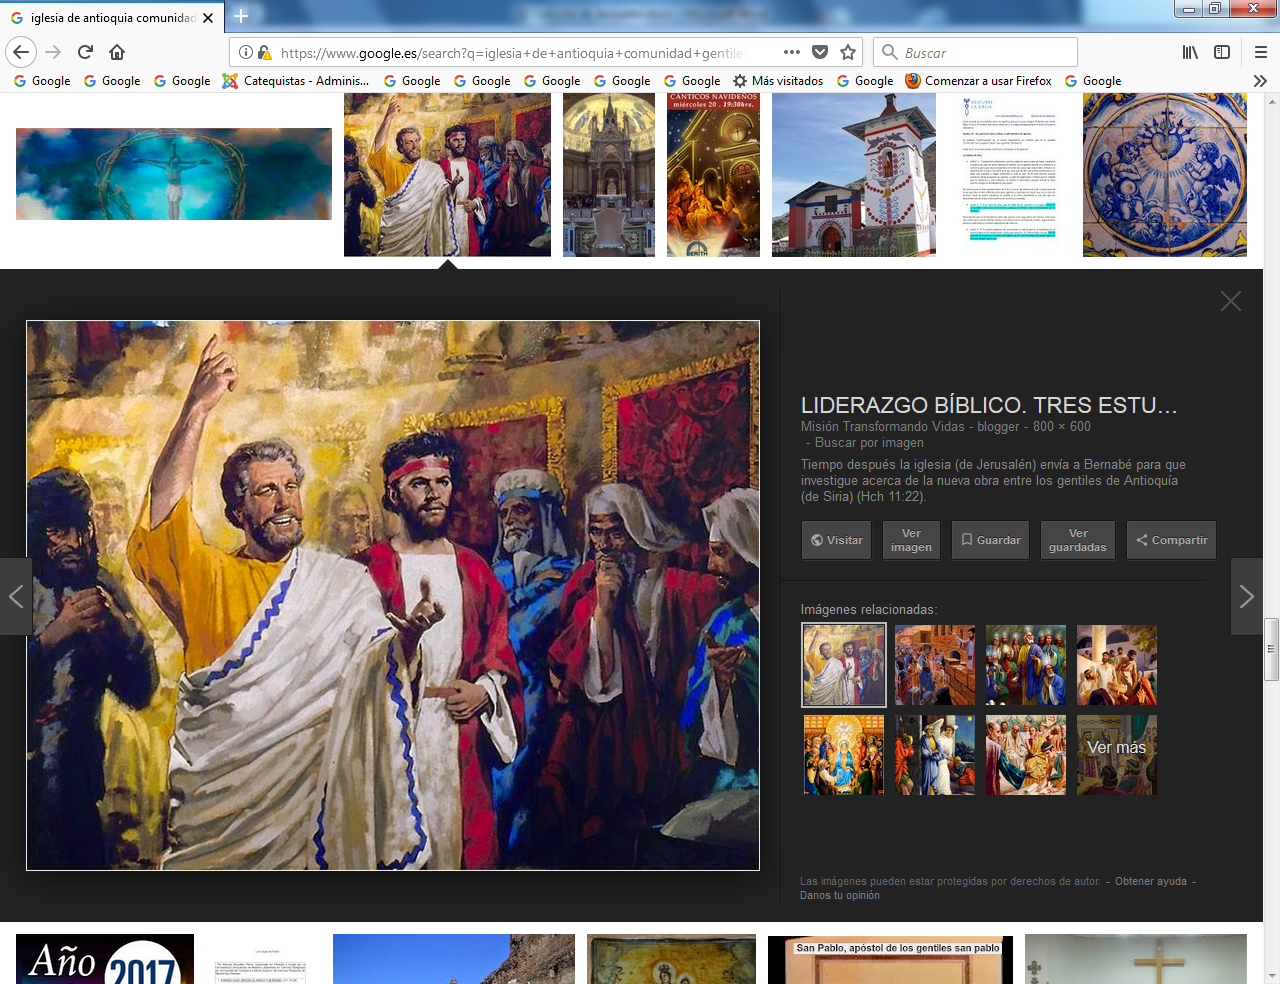 iglesia de antioquia comunidad
https://www.google.es/search?q=iglesia+de+antioquia+comunidad+gentiles
Buscar
Google
Google
Google
Catequistas - Adminis...
Google
Google
Google
Google
Google
Más visitados
Google
Comenzar a usar Firefox
Google
CÁNTICOS NAVIDEÑOS
miércoles 20 . 19:30hrs.
BERITH
DESCUBRE
LA BIBLIA
LIDERAZGO BÍBLICO. TRES ESTU...
Misión Transformando Vidas - blogger - 800 × 600
- Buscar por imagen
Tiempo después la iglesia (de Jerusalén) envía a Bernabé para que
investigue acerca de la nueva obra entre los gentiles de Antioquía
(de Siria) (Hch 11:22).
Visitar
Ver
imagen
Guardar
Ver
guardadas
Compartir
Imágenes relacionadas:
Ver más
Las imágenes pueden estar protegidas por derechos de autor. - Obtener ayuda -
Danos tu opinión
Año
2017
San Pablo, apóstol de los gentiles san pablo